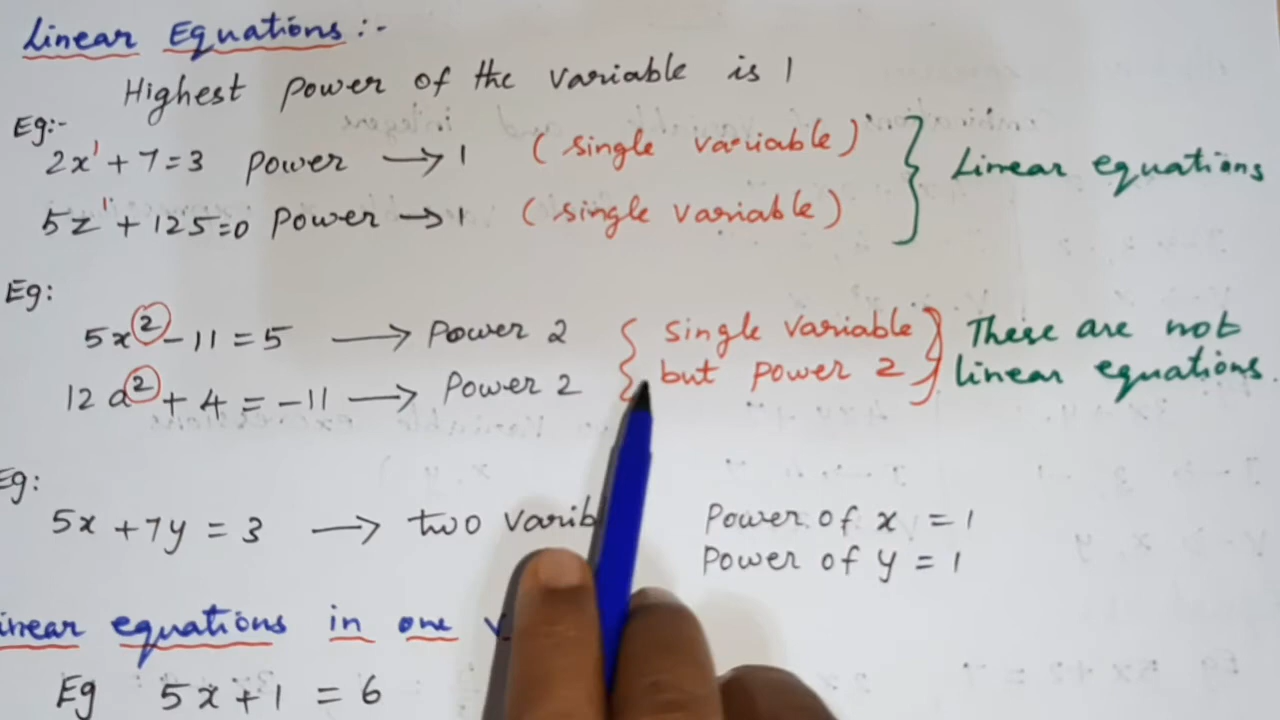 Linear Equations:-
Highest power of the variable is 1
Eg:-
2x¹ + 7 = 3 power → 1 (single variable)
5z¹ + 125 = 0 Power → 1 (single variable)
} Linear equations
Eg:
5x² - 11 = 5 → Power 2
12a² + 4 = -11 → Power 2
{ single variable
but power 2 }
These are not
linear equations
Eg:
5x + 7y = 3 → two varib
Power of x = 1
Power of y = 1
inear equations in one v
Eg 5x + 1 = 6